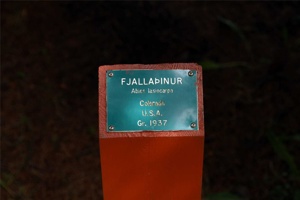 FJALLAÞINUR
Abies lasiocarpa
Colorado
U.S.A.
Gr. 1937